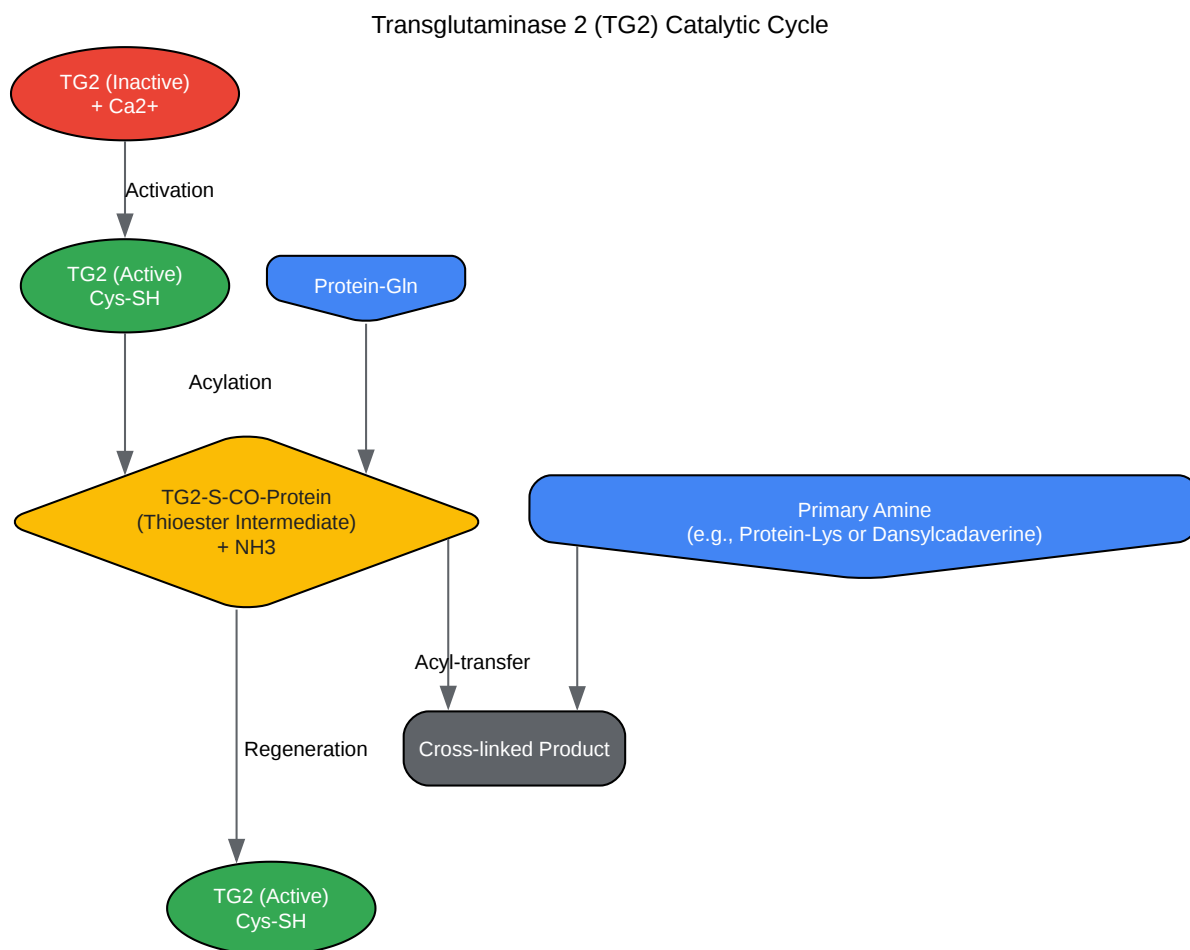 Transglutaminase 2 (TG2) Catalytic Cycle
TG2 (Inactive)
+ Ca2+
Activation
TG2 (Active)
Cys-SH
Protein-Gln
Acylation
TG2-S-CO-Protein
(Thioester Intermediate)
+ NH3
Primary Amine
(e.g., Protein-Lys or Dansylcadaverine)
Acyl-transfer
Regeneration
Cross-linked Product
TG2 (Active)
Cys-SH